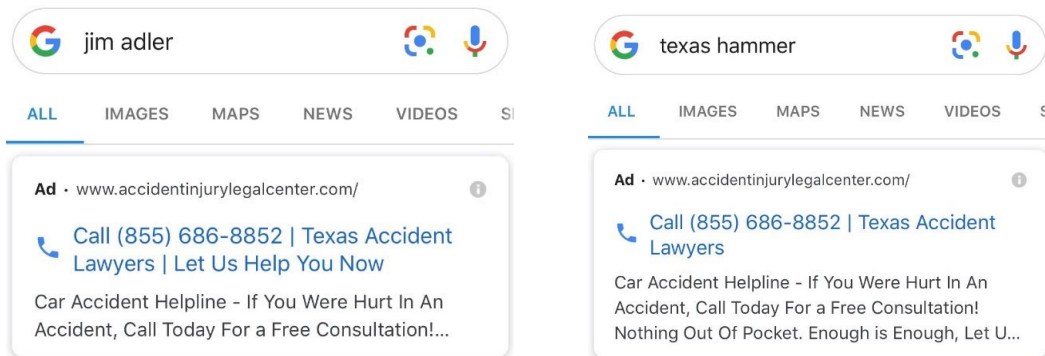 jim adler
ALL IMAGES MAPS NEWS VIDEOS
Ad · www.accidentinjurylegalcenter.com/
Call (855) 686-8852 | Texas Accident
Lawyers | Let Us Help You Now
Car Accident Helpline - If You Were Hurt In An
Accident, Call Today For a Free Consultation!...
texas hammer
ALL IMAGES MAPS NEWS VIDEOS
Ad · www.accidentinjurylegalcenter.com/
Call (855) 686-8852 | Texas Accident
Lawyers
Car Accident Helpline - If You Were Hurt In An
Accident, Call Today For a Free Consultation!
Nothing Out Of Pocket. Enough is Enough, Let U...